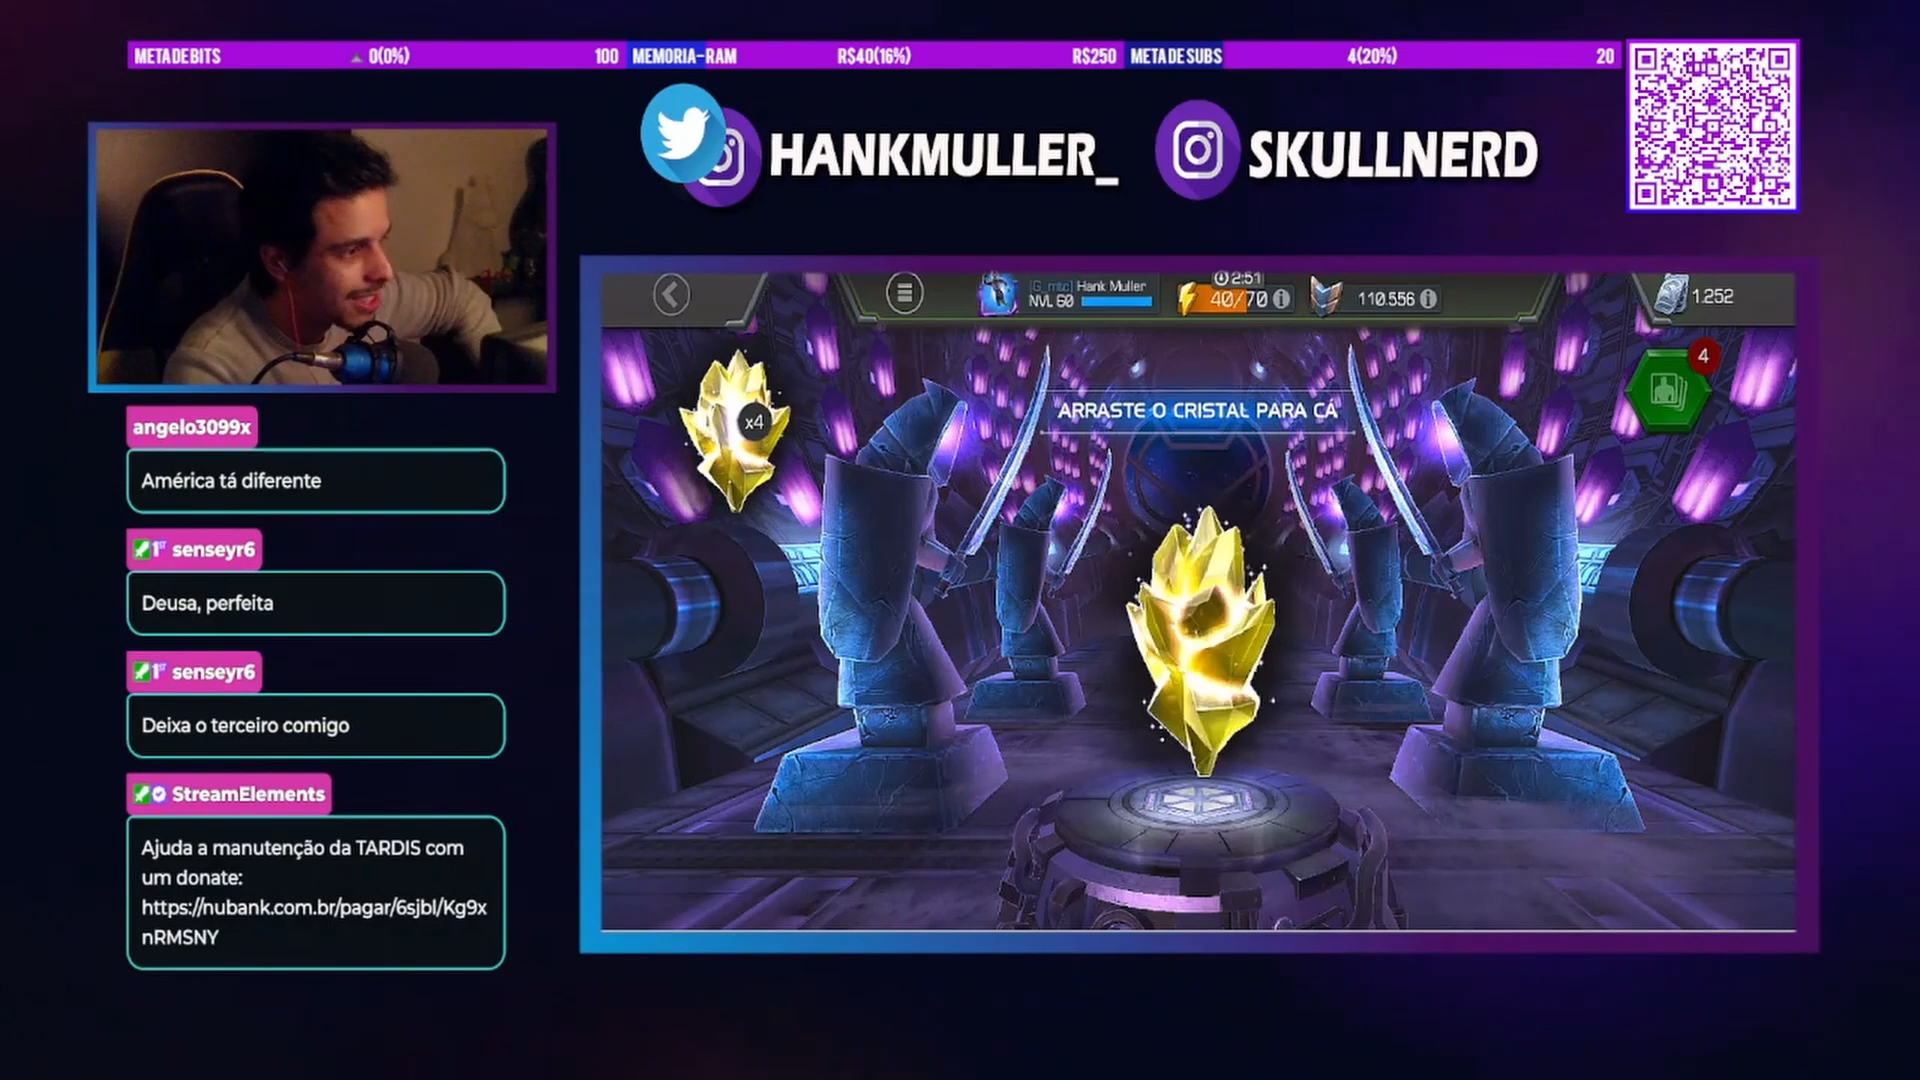 METADEBITS 0(0%) 100 MEMORIA-RAM R$40(16%) R$250 METADESUBS 4(20%) 20
HANKMULLER_ SKULLNERD
[G_mtc] Hank Muller
NVL 60
2:51
40/70
110.556
1.252
4
x4
ARRASTE O CRISTAL PARA CÁ
angelo3099x
América tá diferente
1ST senseyr6
Deusa, perfeita
1ST senseyr6
Deixa o terceiro comigo
StreamElements
Ajuda a manutenção da TARDIS com
um donate:
https://nubank.com.br/pagar/6sjbl/Kg9x
nRMSNY